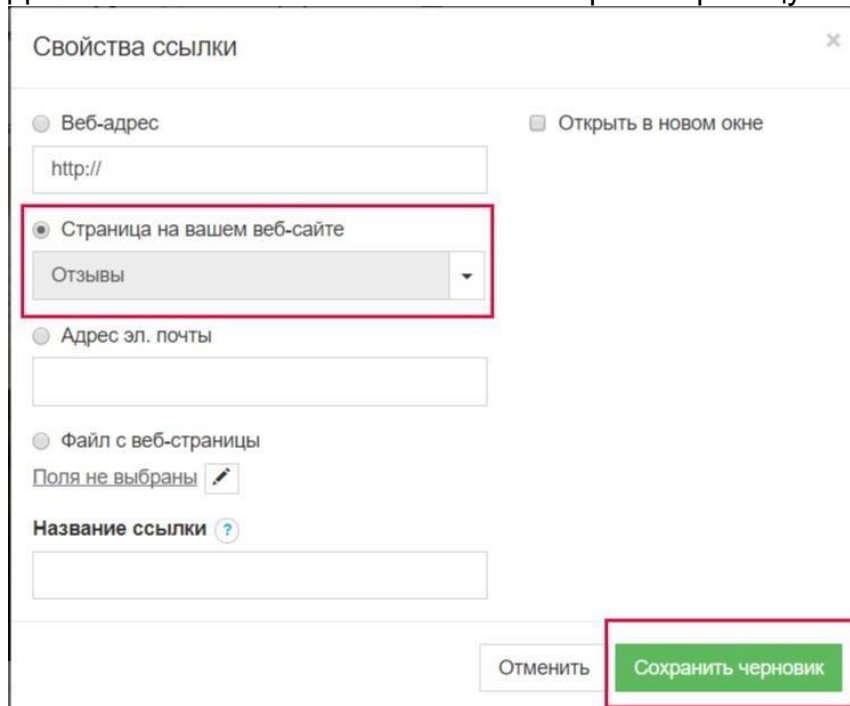 Свойства ссылки ×
Веб-адрес
Открыть в новом окне
http://
Страница на вашем веб-сайте
Отзывы
Адрес эл. почты
Файл с веб-страницы
Поля не выбраны
Название ссылки ?
Отменить Сохранить черновик